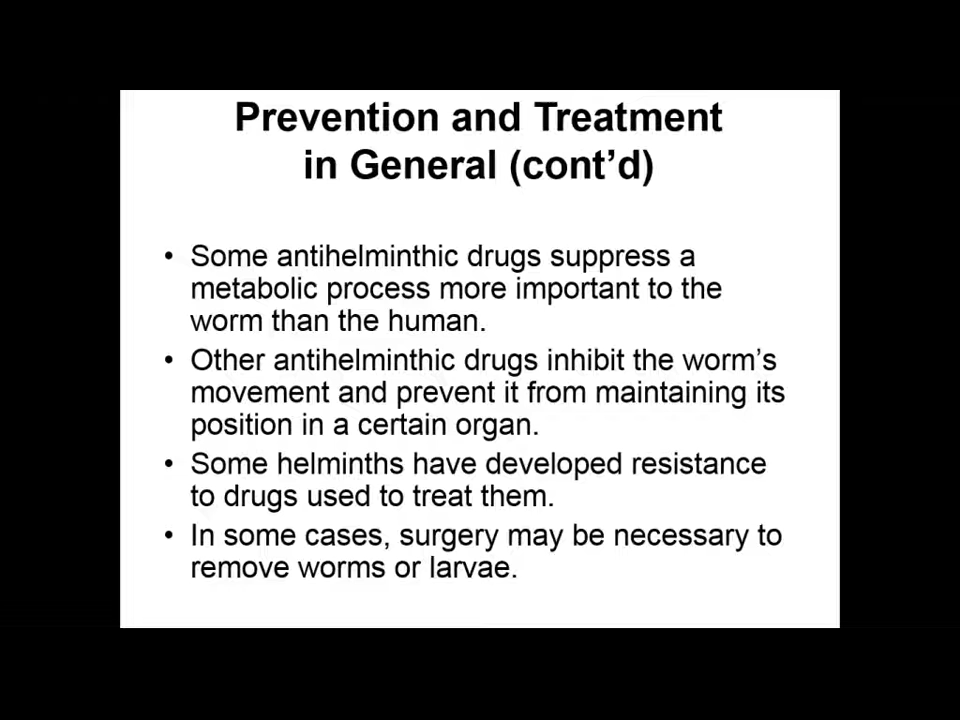 Prevention and Treatment
in General (cont’d)
• Some antihelminthic drugs suppress a
metabolic process more important to the
worm than the human.
• Other antihelminthic drugs inhibit the worm’s
movement and prevent it from maintaining its
position in a certain organ.
• Some helminths have developed resistance
to drugs used to treat them.
• In some cases, surgery may be necessary to
remove worms or larvae.